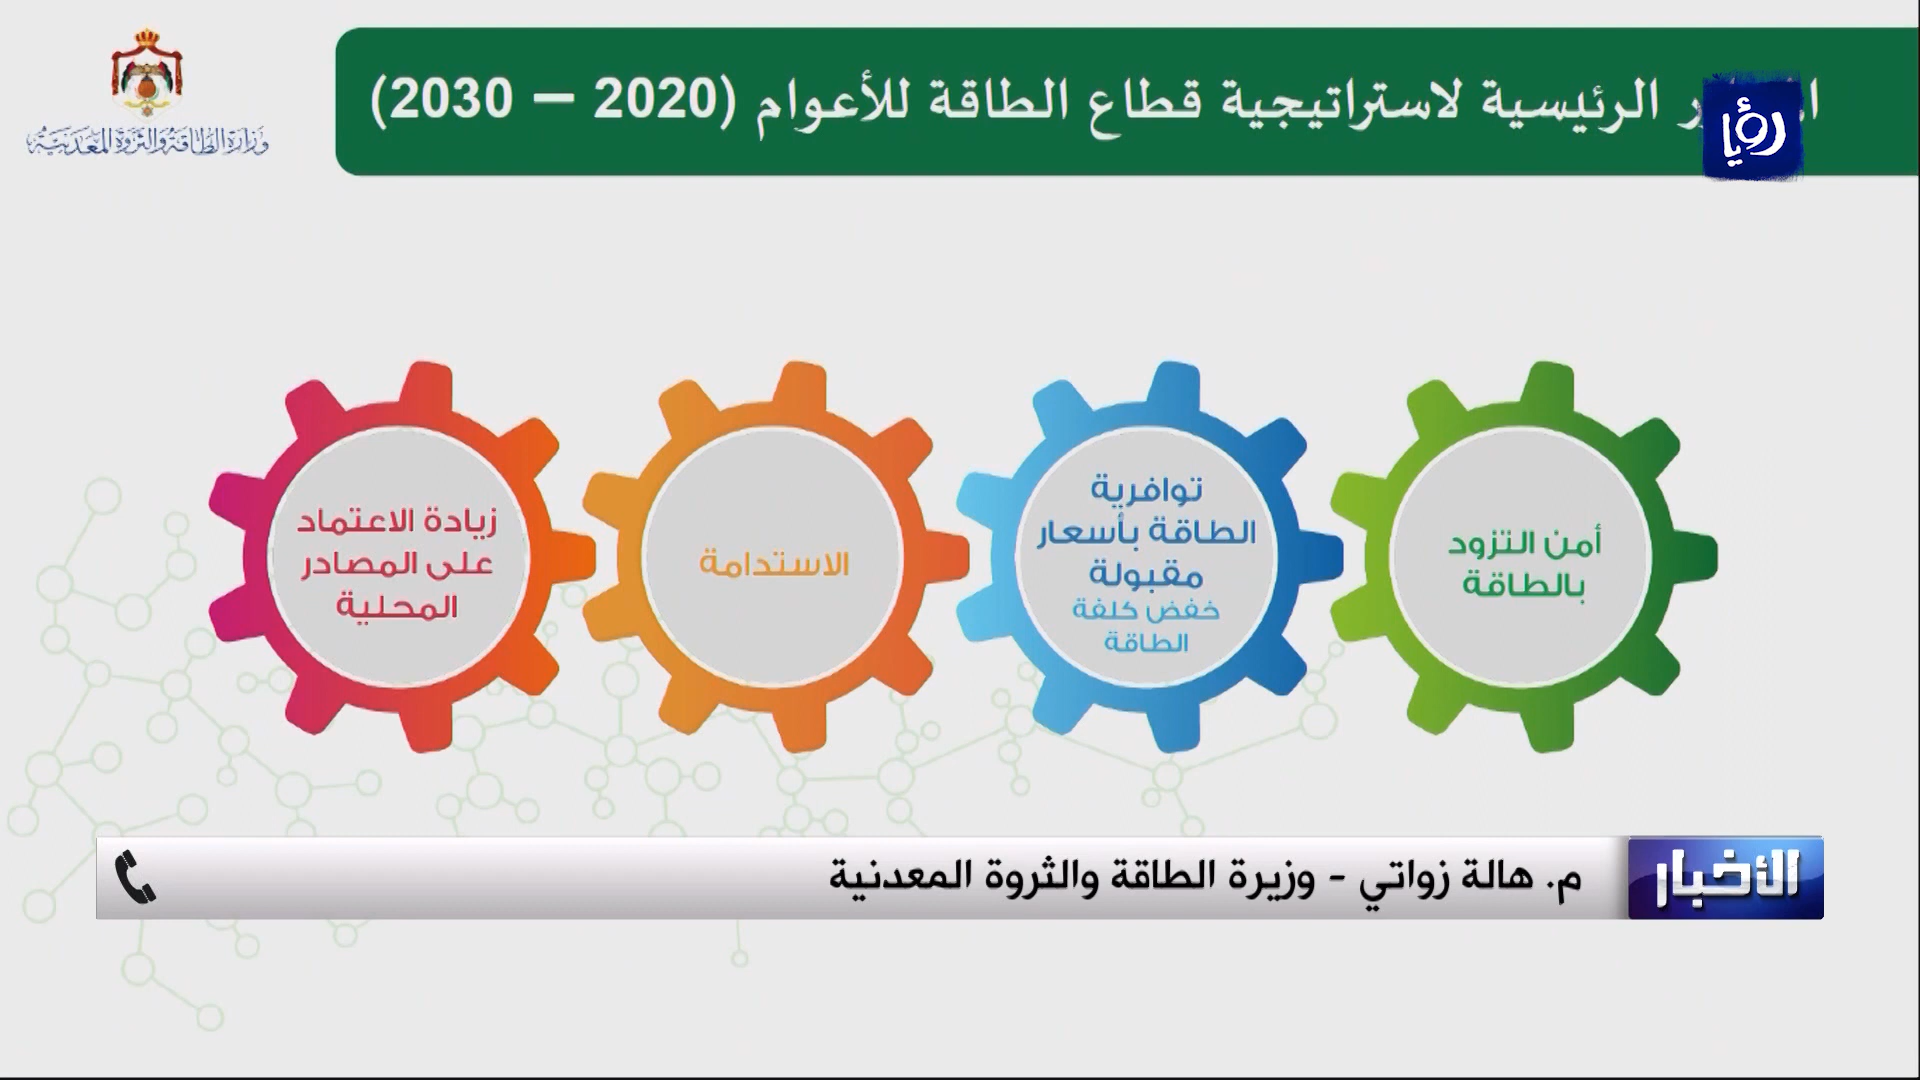 الرئيسية لاستراتيجية قطاع الطاقة للأعوام (2020 – 2030)
رؤيا
وزارة الطاقة والثروة المعدنية
أمن التزود
بالطاقة
توافرية
الطاقة بأسعار
مقبولة
خفض كلفة
الطاقة
الاستدامة
زيادة الاعتماد
على المصادر
المحلية
الأخبار
م. هالة زواتي - وزيرة الطاقة والثروة المعدنية